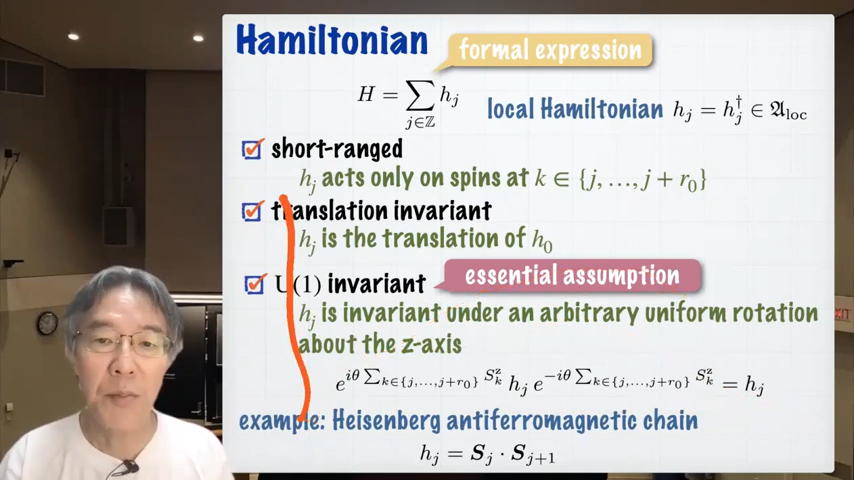 Hamiltonian
formal expression
H = ∑_{j∈ℤ} h_j
local Hamiltonian h_j = h_j^† ∈ 𝔄_loc
short-ranged
h_j acts only on spins at k ∈ {j, …, j + r_0}
translation invariant
h_j is the translation of h_0
U(1) invariant
essential assumption
h_j is invariant under an arbitrary uniform rotation
about the z-axis
e^{iθ ∑_{k∈{j,…,j+r_0}} S_k^z} h_j e^{−iθ ∑_{k∈{j,…,j+r_0}} S_k^z} = h_j
example: Heisenberg antiferromagnetic chain
h_j = S_j · S_{j+1}